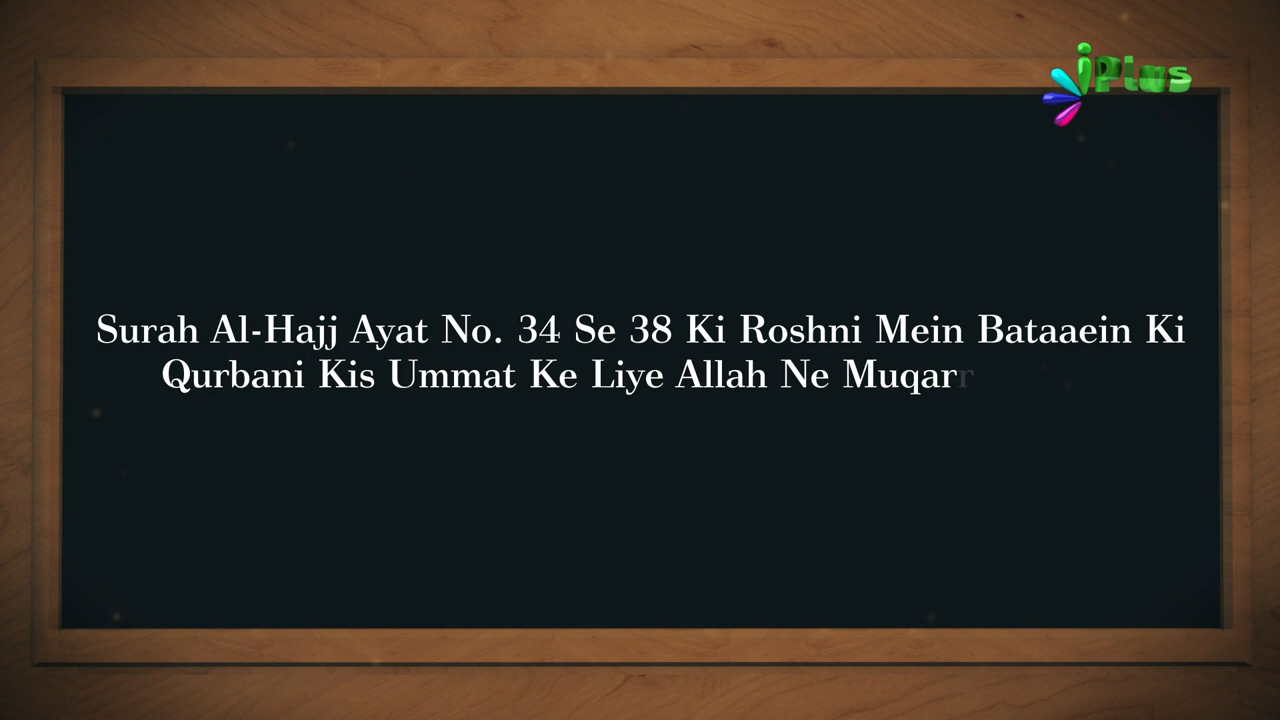 iPlus
Surah Al-Hajj Ayat No. 34 Se 38 Ki Roshni Mein Bataaein Ki
Qurbani Kis Ummat Ke Liye Allah Ne Muqarr